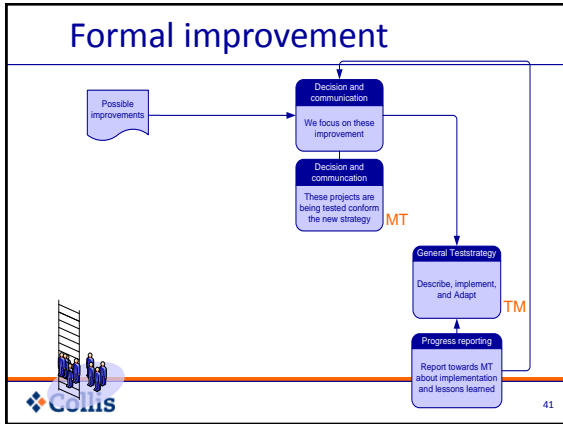 Formal improvement
Possible
improvements
Decision and
communication
We focus on these
improvement
Decision and
communcation
These projects are
being tested conform
the new strategy
MT
General Teststrategy
Describe, implement,
and Adapt
TM
Progress reporting
Report towards MT
about implementation
and lessons learned
Collis
41